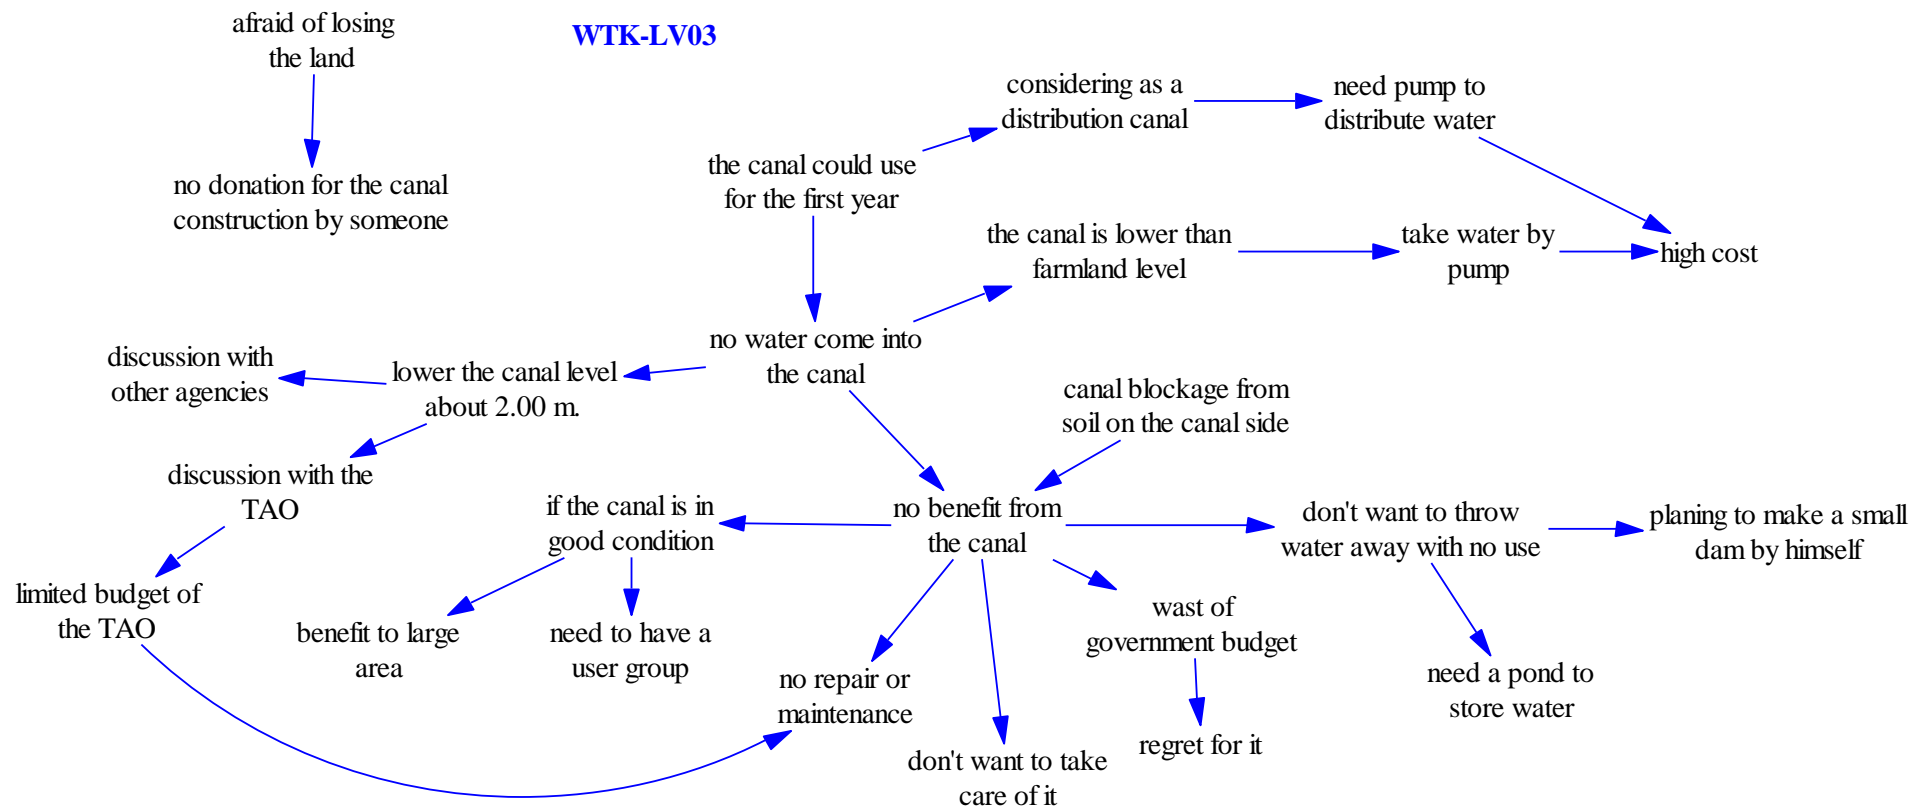 afraid of losing
the land
WTK-LV03
considering as a
distribution canal
need pump to
distribute water
no donation for the canal
construction by someone
the canal could use
for the first year
the canal is lower than
farmland level
take water by
pump
high cost
no water come into
the canal
discussion with
other agencies
lower the canal level
about 2.00 m.
canal blockage from
soil on the canal side
discussion with the
TAO
if the canal is in
good condition
no benefit from
the canal
don't want to throw
water away with no use
planing to make a small
dam by himself
limited budget of
the TAO
benefit to large
area
need to have a
user group
wast of
government budget
no repair or
maintenance
need a pond to
store water
regret for it
don't want to take
care of it